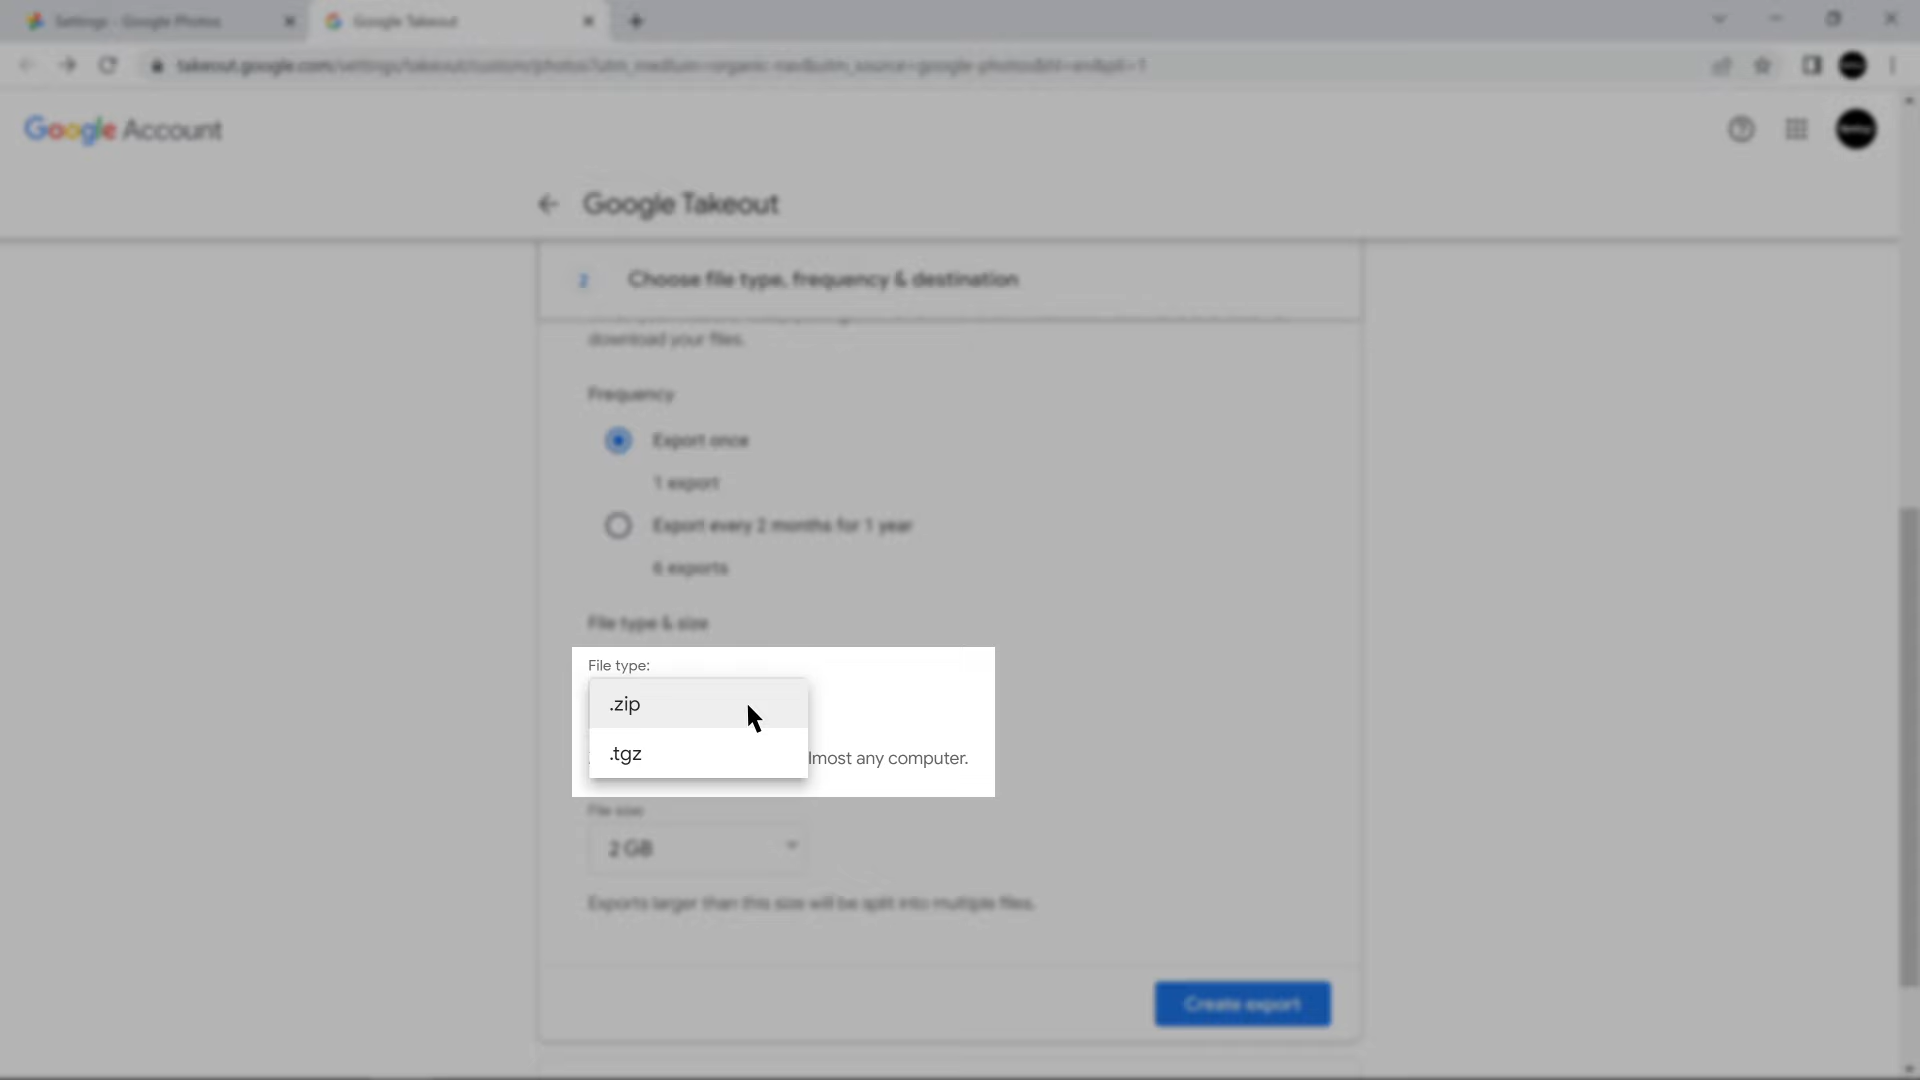 Settings - Google Photos
Google Takeout
takeout.google.com/settings/takeout/custom/photos?utm_medium=organic-nav&utm_source=google-photos&hl=en&pli=1
Google Account
Google Takeout
2 Choose file type, frequency & destination
download your files.
Frequency
Export once
1 export
Export every 2 months for 1 year
6 exports
File type & size
File type:
.zip
.tgz
lmost any computer.
File size:
2 GB
Exports larger than this size will be split into multiple files.
Create export